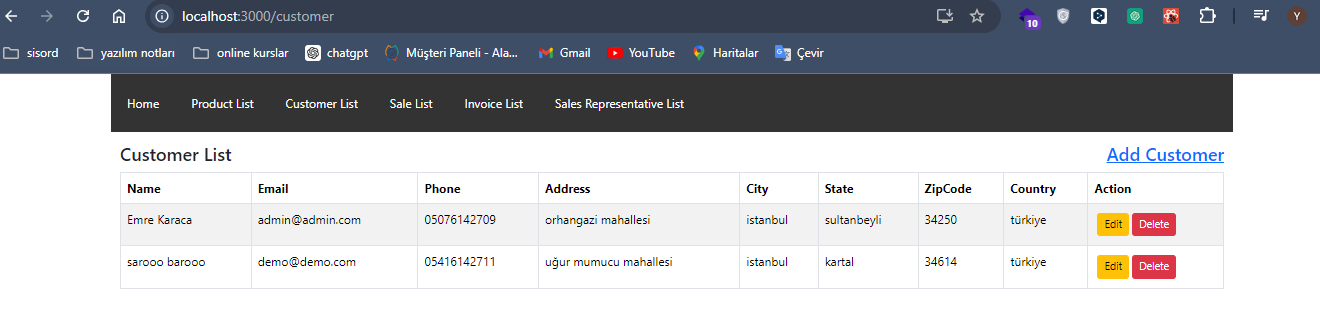 localhost:3000/customer
10
Y
sisord yazılım notları online kurslar chatgpt Müşteri Paneli - Ala... Gmail YouTube Haritalar Çevir
Home Product List Customer List Sale List Invoice List Sales Representative List
Customer List Add Customer
Name Email Phone Address City State ZipCode Country Action
Emre Karaca admin@admin.com 05076142709 orhangazi mahallesi istanbul sultanbeyli 34250 türkiye Edit Delete
sarooo barooo demo@demo.com 05416142711 uğur mumucu mahallesi istanbul kartal 34614 türkiye Edit Delete